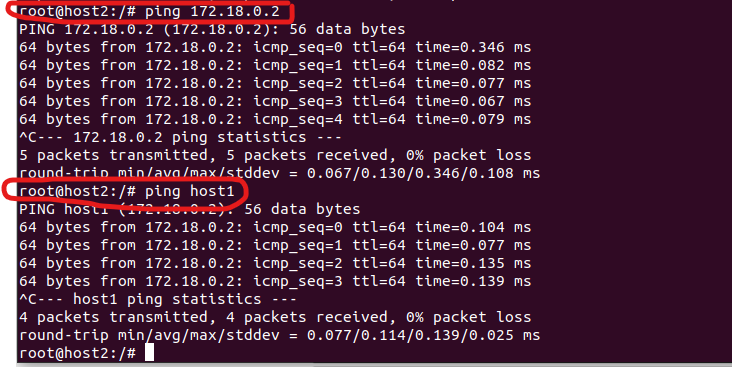 root@host2:/# ping 172.18.0.2
PING 172.18.0.2 (172.18.0.2): 56 data bytes
64 bytes from 172.18.0.2: icmp_seq=0 ttl=64 time=0.346 ms
64 bytes from 172.18.0.2: icmp_seq=1 ttl=64 time=0.082 ms
64 bytes from 172.18.0.2: icmp_seq=2 ttl=64 time=0.077 ms
64 bytes from 172.18.0.2: icmp_seq=3 ttl=64 time=0.067 ms
64 bytes from 172.18.0.2: icmp_seq=4 ttl=64 time=0.079 ms
^C--- 172.18.0.2 ping statistics ---
5 packets transmitted, 5 packets received, 0% packet loss
round-trip min/avg/max/stddev = 0.067/0.130/0.346/0.108 ms
root@host2:/# ping host1
PING host1 (172.18.0.2): 56 data bytes
64 bytes from 172.18.0.2: icmp_seq=0 ttl=64 time=0.104 ms
64 bytes from 172.18.0.2: icmp_seq=1 ttl=64 time=0.077 ms
64 bytes from 172.18.0.2: icmp_seq=2 ttl=64 time=0.135 ms
64 bytes from 172.18.0.2: icmp_seq=3 ttl=64 time=0.139 ms
^C--- host1 ping statistics ---
4 packets transmitted, 4 packets received, 0% packet loss
round-trip min/avg/max/stddev = 0.077/0.114/0.139/0.025 ms
root@host2:/#